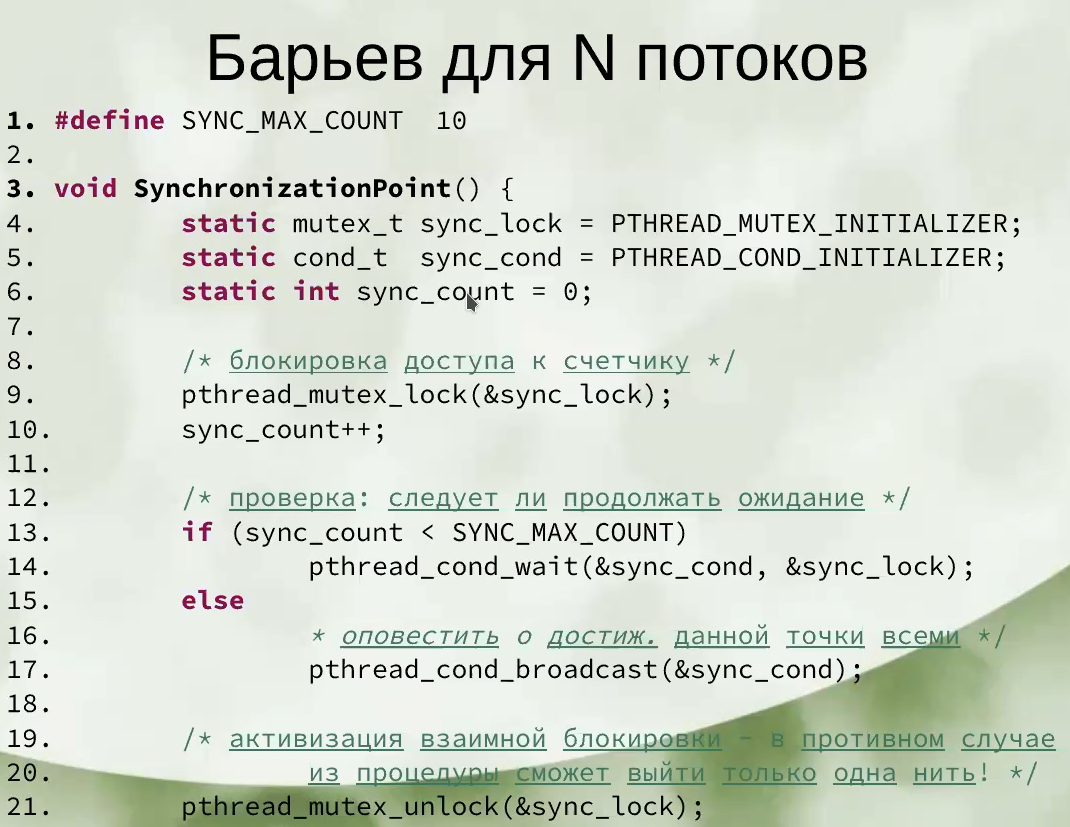 Барьев для N потоков
1. #define SYNC_MAX_COUNT  10
2.
3. void SynchronizationPoint() {
4.         static mutex_t sync_lock = PTHREAD_MUTEX_INITIALIZER;
5.         static cond_t  sync_cond = PTHREAD_COND_INITIALIZER;
6.         static int sync_count = 0;
7.
8.         /* блокировка доступа к счетчику */
9.         pthread_mutex_lock(&sync_lock);
10.        sync_count++;
11.
12.        /* проверка: следует ли продолжать ожидание */
13.        if (sync_count < SYNC_MAX_COUNT)
14.                pthread_cond_wait(&sync_cond, &sync_lock);
15.        else
16.                * оповестить о достиж. данной точки всеми */
17.                pthread_cond_broadcast(&sync_cond);
18.
19.        /* активизация взаимной блокировки - в противном случае
20.                из процедуры сможет выйти только одна нить! */
21.        pthread_mutex_unlock(&sync_lock);